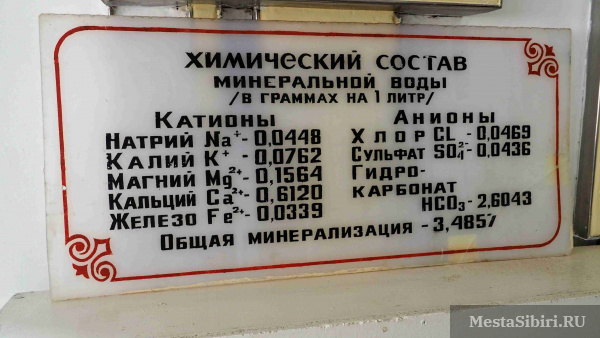 ХИМИЧЕСКИЙ СОСТАВ
МИНЕРАЛЬНОЙ ВОДЫ
/В ГРАММАХ НА 1 ЛИТР/
КАТИОНЫ
НАТРИЙ Na⁺-0,0448
КАЛИЙ K⁺ - 0,0762
МАГНИЙ Mg²⁺- 0,1564
КАЛЬЦИЙ Ca²⁺- 0,6120
ЖЕЛЕЗО Fe²⁺- 0,0339
АНИОНЫ
ХЛОР CL - 0,0469
СУЛЬФАТ SO₄²⁻ - 0,0436
ГИДРО-
КАРБОНАТ
HCO₃ - 2,6043
ОБЩАЯ МИНЕРАЛИЗАЦИЯ - 3,4857
MestaSibiri.RU